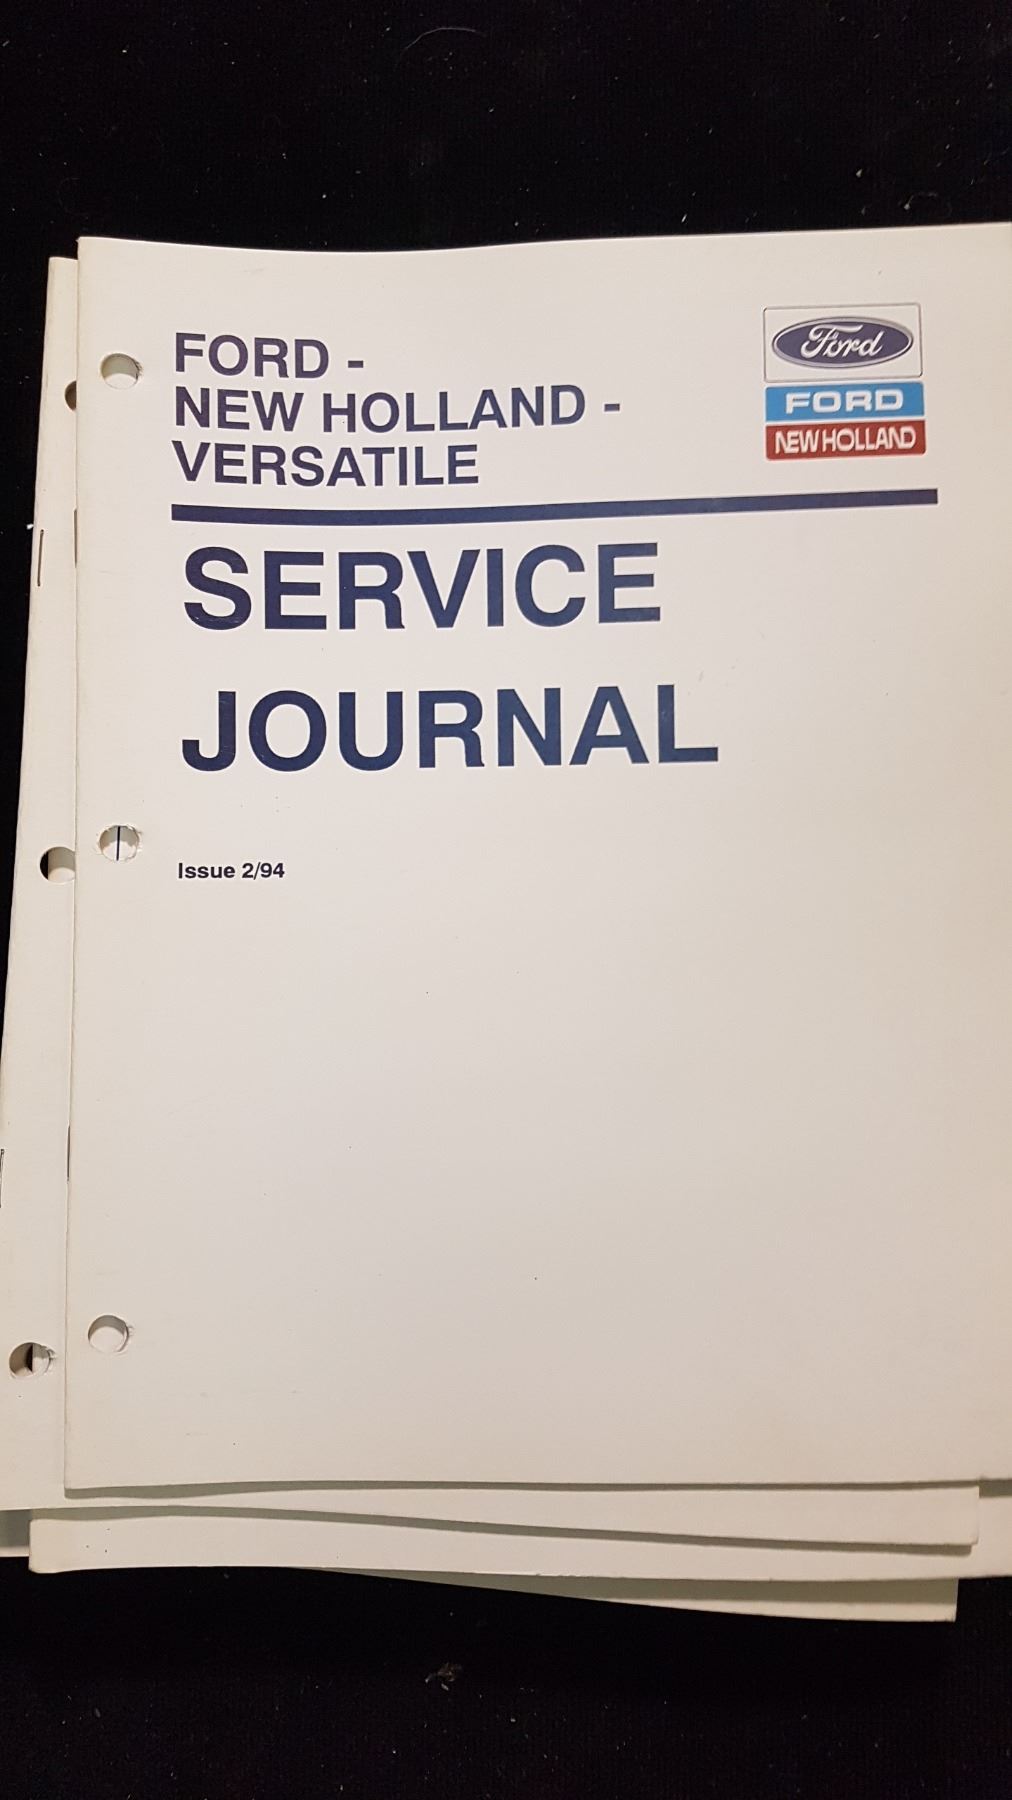 FORD -
NEW HOLLAND -
VERSATILE
Ford
FORD
NEW HOLLAND
SERVICE
JOURNAL
Issue 2/94